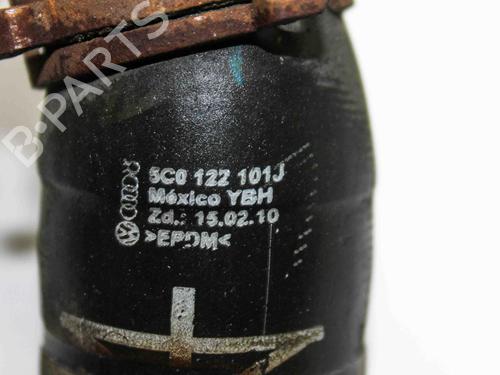 B-PARTS
5C0 122 101J
México YBH
Zd.: 15.02.10
>EPDM<